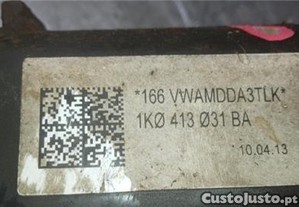 *166 VWAMDDA3TLK*
1KØ 413 Ø31 BA
10.04.13
CustoJusto.pt